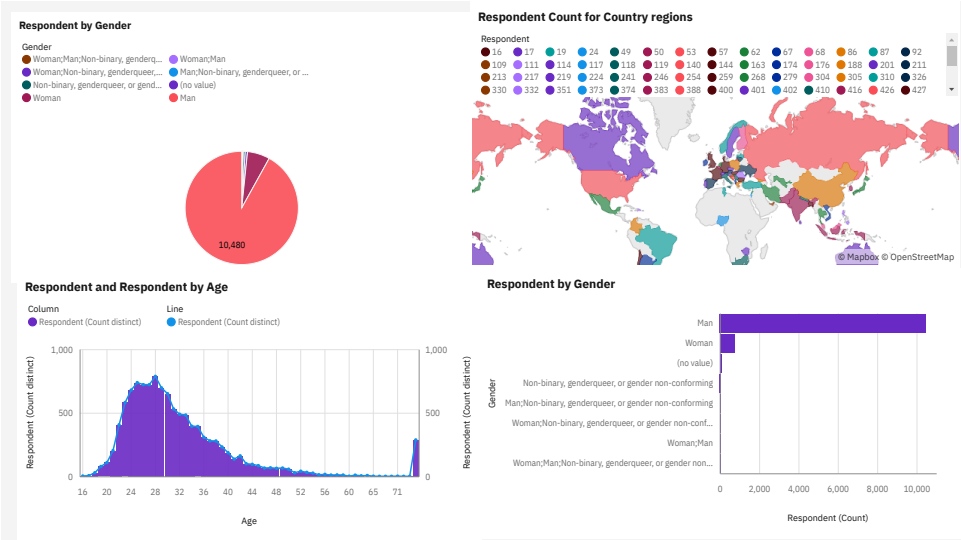 Respondent by Gender
Gender
Woman;Man;Non-binary, genderq...
Woman;Man
Woman;Non-binary, genderqueer,...
Man;Non-binary, genderqueer, or ...
Non-binary, genderqueer, or gend...
(no value)
Woman
Man
10,480
Respondent Count for Country regions
Respondent
16 17 19 24 49 50 53 57 62 67 68 86 87 92
109 111 114 117 118 119 140 144 163 174 176 188 201 211
213 217 219 224 241 246 254 259 268 279 304 305 310 326
330 332 351 373 374 383 388 400 401 402 410 416 426 427
© Mapbox © OpenStreetMap
Respondent and Respondent by Age
Column
Line
Respondent (Count distinct)
Respondent (Count distinct)
Respondent (Count distinct)
1,000
500
0
1,000
500
0
Respondent (Count distinct)
16 20 24 28 32 36 40 44 48 52 56 60 65 71
Age
Respondent by Gender
Gender
Man
Woman
(no value)
Non-binary, genderqueer, or gender non-conforming
Man;Non-binary, genderqueer, or gender non-conforming
Woman;Non-binary, genderqueer, or gender non-conf...
Woman;Man
Woman;Man;Non-binary, genderqueer, or gender non...
0 2,000 4,000 6,000 8,000 10,000
Respondent (Count)